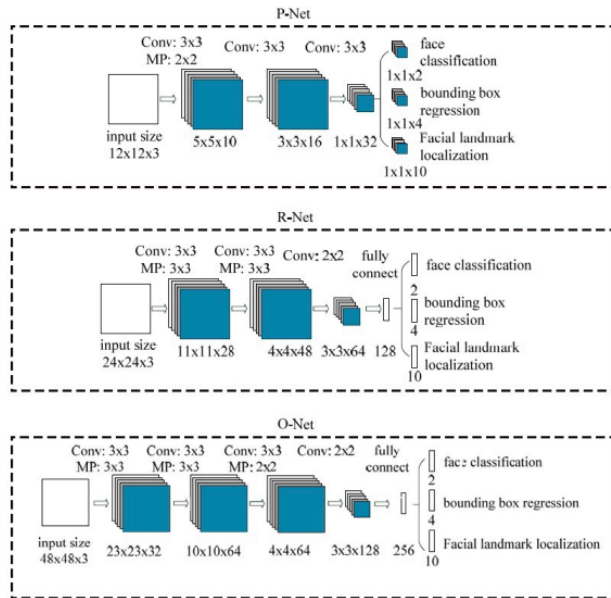 P-Net
Conv: 3x3 Conv: 3x3 Conv: 3x3
MP: 2x2
face
classification
1x1x2
bounding box
regression
1x1x4
Facial landmark
localization
1x1x10
input size
12x12x3
5x5x10 3x3x16 1x1x32
R-Net
Conv: 3x3 Conv: 3x3 Conv: 2x2 fully
MP: 3x3 MP: 3x3 connect
face classification
2
bounding box
regression
4
Facial landmark
localization
10
input size
24x24x3
11x11x28 4x4x48 3x3x64 128
O-Net
Conv: 3x3 Conv: 3x3 Conv: 3x3 Conv: 2x2 fully
MP: 3x3 MP: 3x3 MP: 2x2 connect
face classification
2
bounding box regression
4
Facial landmark localization
10
input size
48x48x3
23x23x32 10x10x64 4x4x64 3x3x128 256